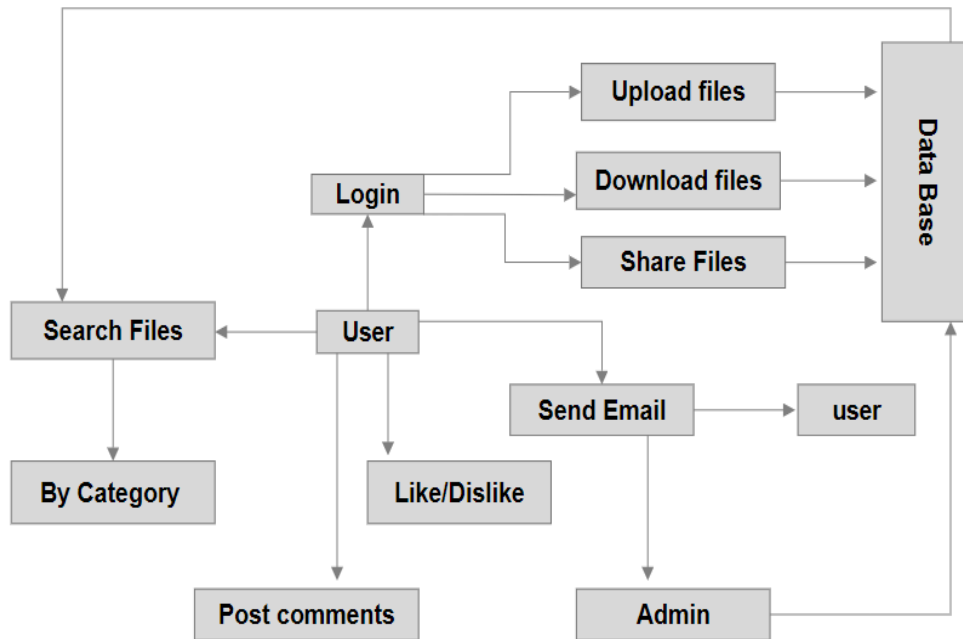 Upload files
Data Base
Download files
Login
Share Files
Search Files
User
Send Email
user
By Category
Like/Dislike
Post comments
Admin